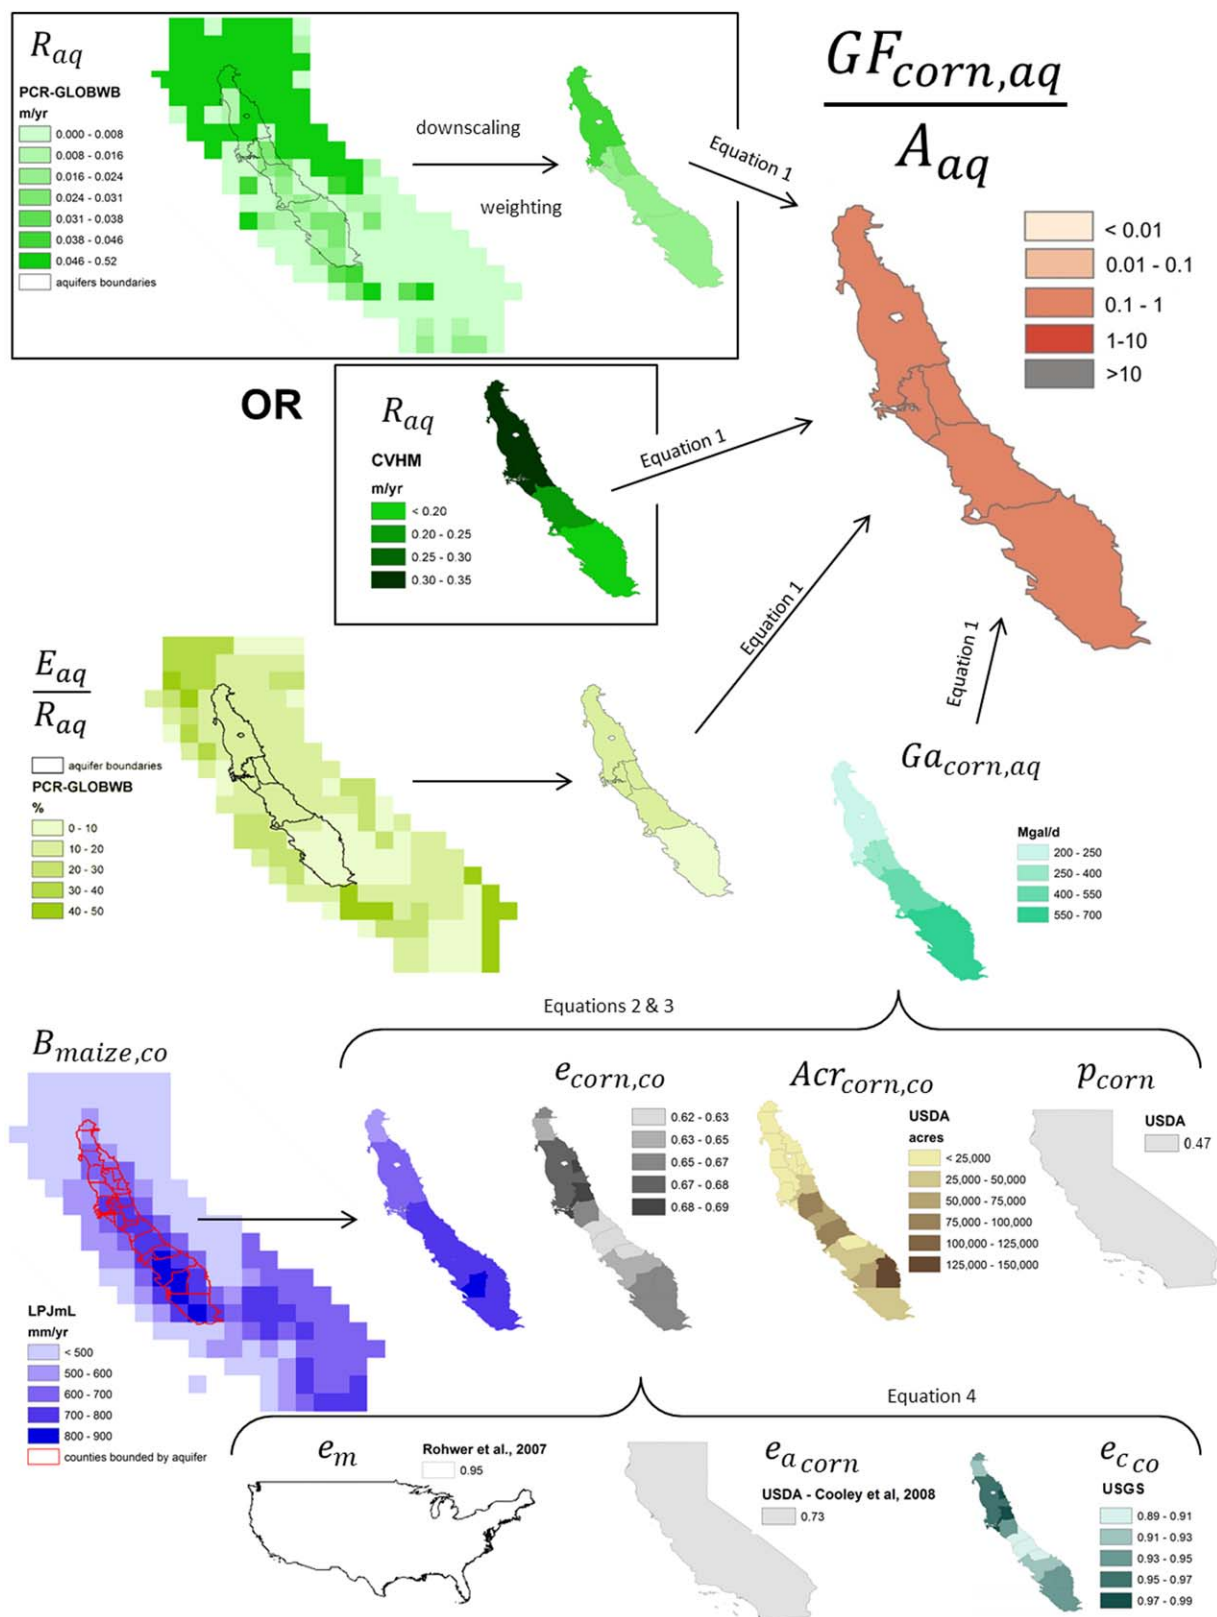 R_aq
PCR-GLOBWB
m/yr
0.000 - 0.008
0.008 - 0.016
0.016 - 0.024
0.024 - 0.031
0.031 - 0.038
0.038 - 0.046
0.046 - 0.52
aquifers boundaries
downscaling
weighting
Equation 1
GF_corn,aq
A_aq
< 0.01
0.01 - 0.1
0.1 - 1
1-10
>10
OR
R_aq
CVHM
m/yr
< 0.20
0.20 - 0.25
0.25 - 0.30
0.30 - 0.35
Equation 1
E_aq
R_aq
aquifer boundaries
PCR-GLOBWB
%
0 - 10
10 - 20
20 - 30
30 - 40
40 - 50
Equation 1
Equation 1
Ga_corn,aq
Mgal/d
200 - 250
250 - 400
400 - 550
550 - 700
Equations 2 & 3
B_maize,co
LPJmL
mm/yr
< 500
500 - 600
600 - 700
700 - 800
800 - 900
counties bounded by aquifer
e_corn,co
0.62 - 0.63
0.63 - 0.65
0.65 - 0.67
0.67 - 0.68
0.68 - 0.69
Acr_corn,co
USDA
acres
< 25,000
25,000 - 50,000
50,000 - 75,000
75,000 - 100,000
100,000 - 125,000
125,000 - 150,000
p_corn
USDA
0.47
Equation 4
e_m
Rohwer et al., 2007
0.95
e_a corn
USDA - Cooley et al, 2008
0.73
e_c co
USGS
0.89 - 0.91
0.91 - 0.93
0.93 - 0.95
0.95 - 0.97
0.97 - 0.99